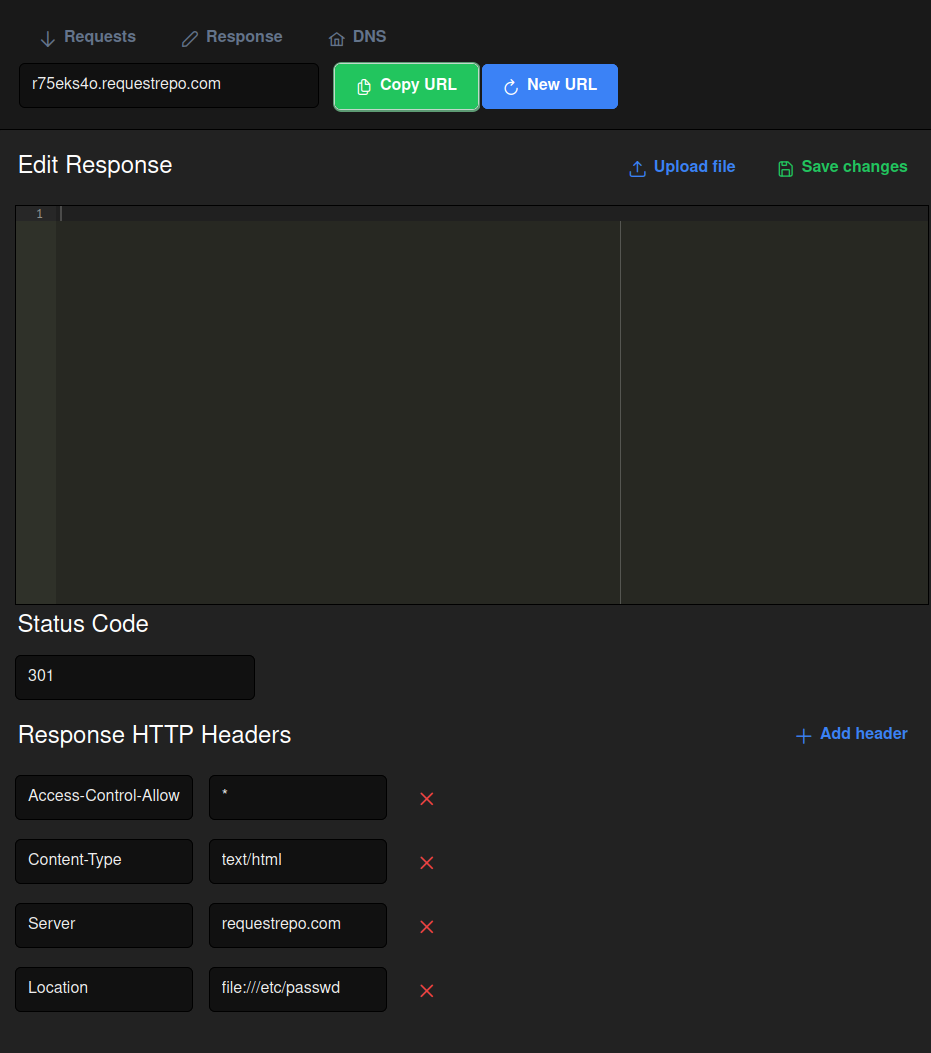 Requests Response DNS
r75eks4o.requestrepo.com Copy URL New URL
Edit Response Upload file Save changes
1
Status Code
301
Response HTTP Headers Add header
Access-Control-Allow *
Content-Type text/html
Server requestrepo.com
Location file:///etc/passwd